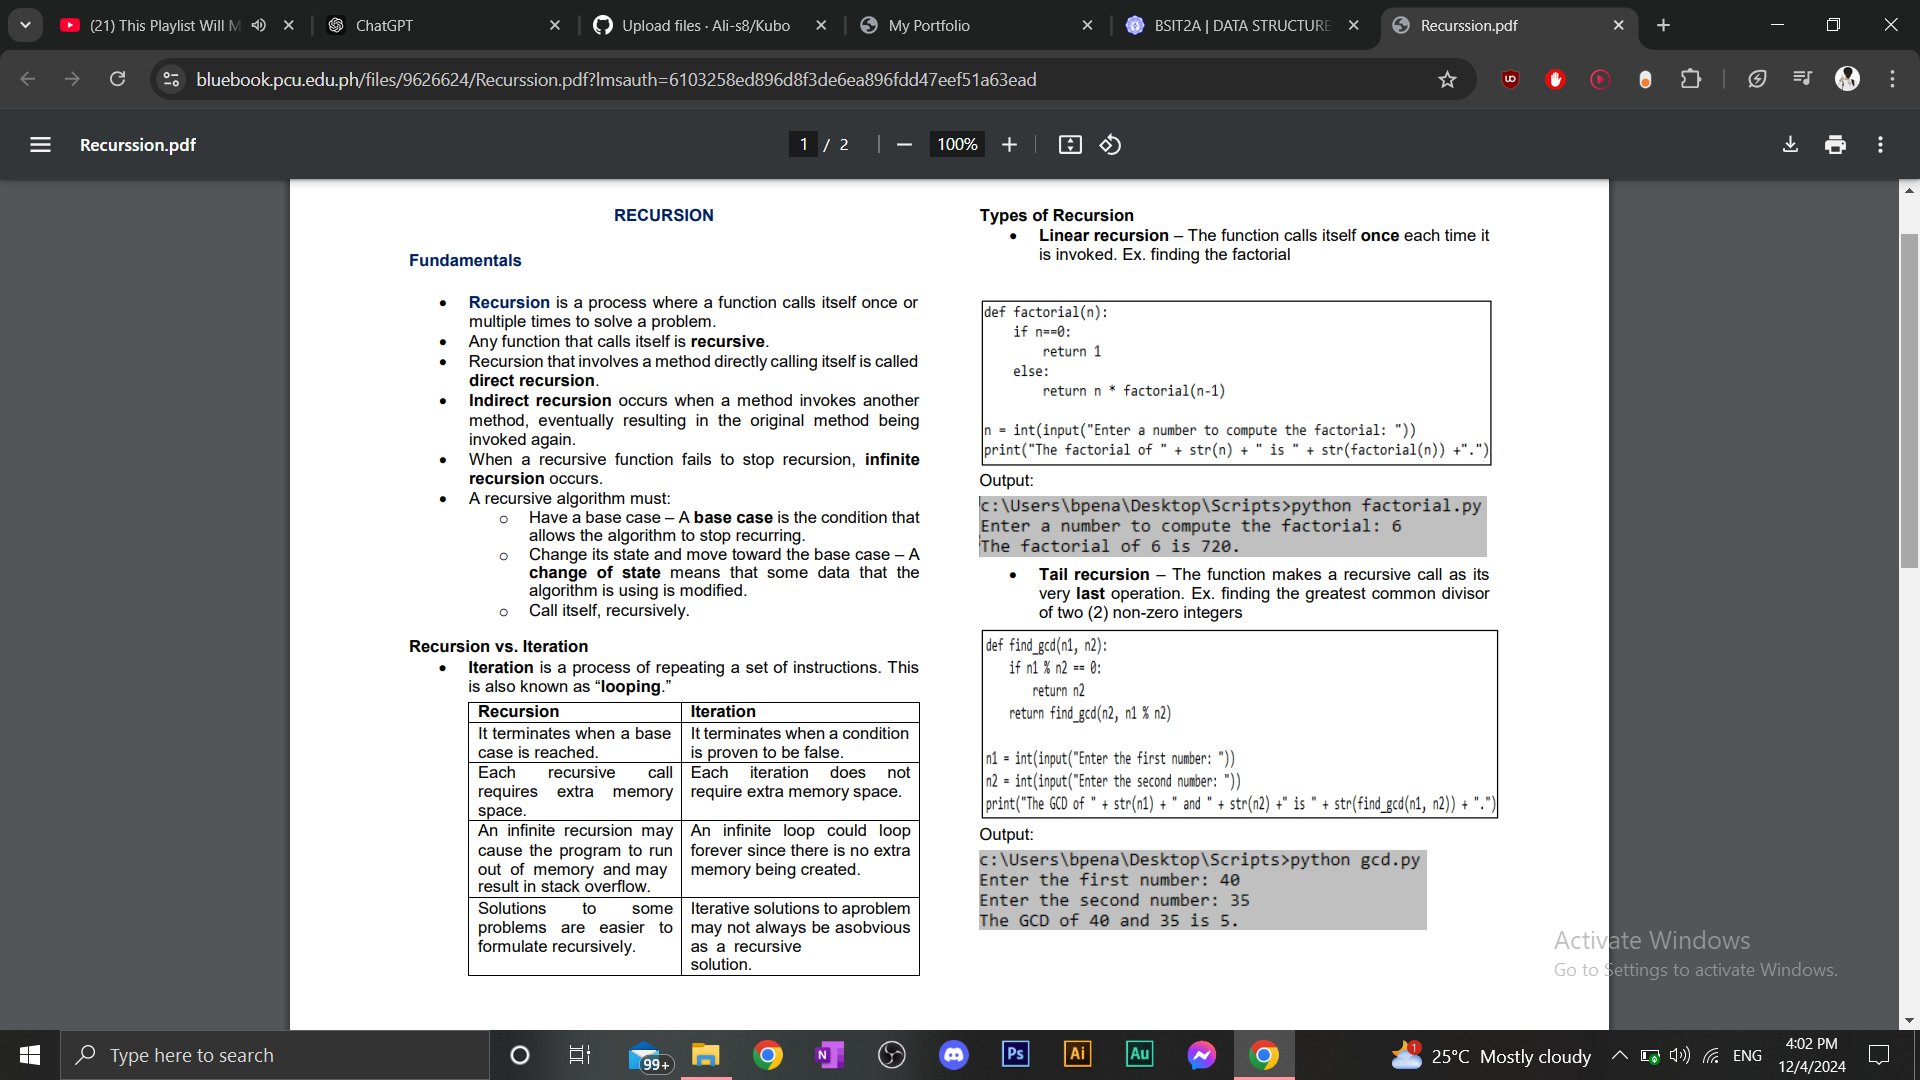 (21) This Playlist Will M
ChatGPT
Upload files · Ali-s8/Kubo
My Portfolio
BSIT2A | DATA STRUCTURE
Recurssion.pdf
bluebook.pcu.edu.ph/files/9626624/Recurssion.pdf?lmsauth=6103258ed896d8f3de6ea896fdd47eef51a63ead
Recurssion.pdf
1 / 2
100%
RECURSION
Fundamentals
• Recursion is a process where a function calls itself once or
multiple times to solve a problem.
• Any function that calls itself is recursive.
• Recursion that involves a method directly calling itself is called
direct recursion.
• Indirect recursion occurs when a method invokes another
method, eventually resulting in the original method being
invoked again.
• When a recursive function fails to stop recursion, infinite
recursion occurs.
• A recursive algorithm must:
o Have a base case – A base case is the condition that
allows the algorithm to stop recurring.
o Change its state and move toward the base case – A
change of state means that some data that the
algorithm is using is modified.
o Call itself, recursively.
Recursion vs. Iteration
• Iteration is a process of repeating a set of instructions. This
is also known as “looping.”
Recursion
Iteration
It terminates when a base
case is reached.
It terminates when a condition
is proven to be false.
Each recursive call
requires extra memory
space.
Each iteration does not
require extra memory space.
An infinite recursion may
cause the program to run
out of memory and may
result in stack overflow.
An infinite loop could loop
forever since there is no extra
memory being created.
Solutions to some
problems are easier to
formulate recursively.
Iterative solutions to aproblem
may not always be asobvious
as a recursive
solution.
Types of Recursion
• Linear recursion – The function calls itself once each time it
is invoked. Ex. finding the factorial
def factorial(n):
if n==0:
return 1
else:
return n * factorial(n-1)
n = int(input("Enter a number to compute the factorial: "))
print("The factorial of " + str(n) + " is " + str(factorial(n)) +".")
Output:
c:\Users\bpena\Desktop\Scripts>python factorial.py
Enter a number to compute the factorial: 6
The factorial of 6 is 720.
• Tail recursion – The function makes a recursive call as its
very last operation. Ex. finding the greatest common divisor
of two (2) non-zero integers
def find_gcd(n1, n2):
if n1 % n2 == 0:
return n2
return find_gcd(n2, n1 % n2)
n1 = int(input("Enter the first number: "))
n2 = int(input("Enter the second number: "))
print("The GCD of " + str(n1) + " and " + str(n2) +" is " + str(find_gcd(n1, n2)) + ".")
Output:
c:\Users\bpena\Desktop\Scripts>python gcd.py
Enter the first number: 40
Enter the second number: 35
The GCD of 40 and 35 is 5.
Activate Windows
Go to Settings to activate Windows.
Type here to search
99+
N
Ps
Ai
Au
1
25°C Mostly cloudy
ENG
4:02 PM
12/4/2024